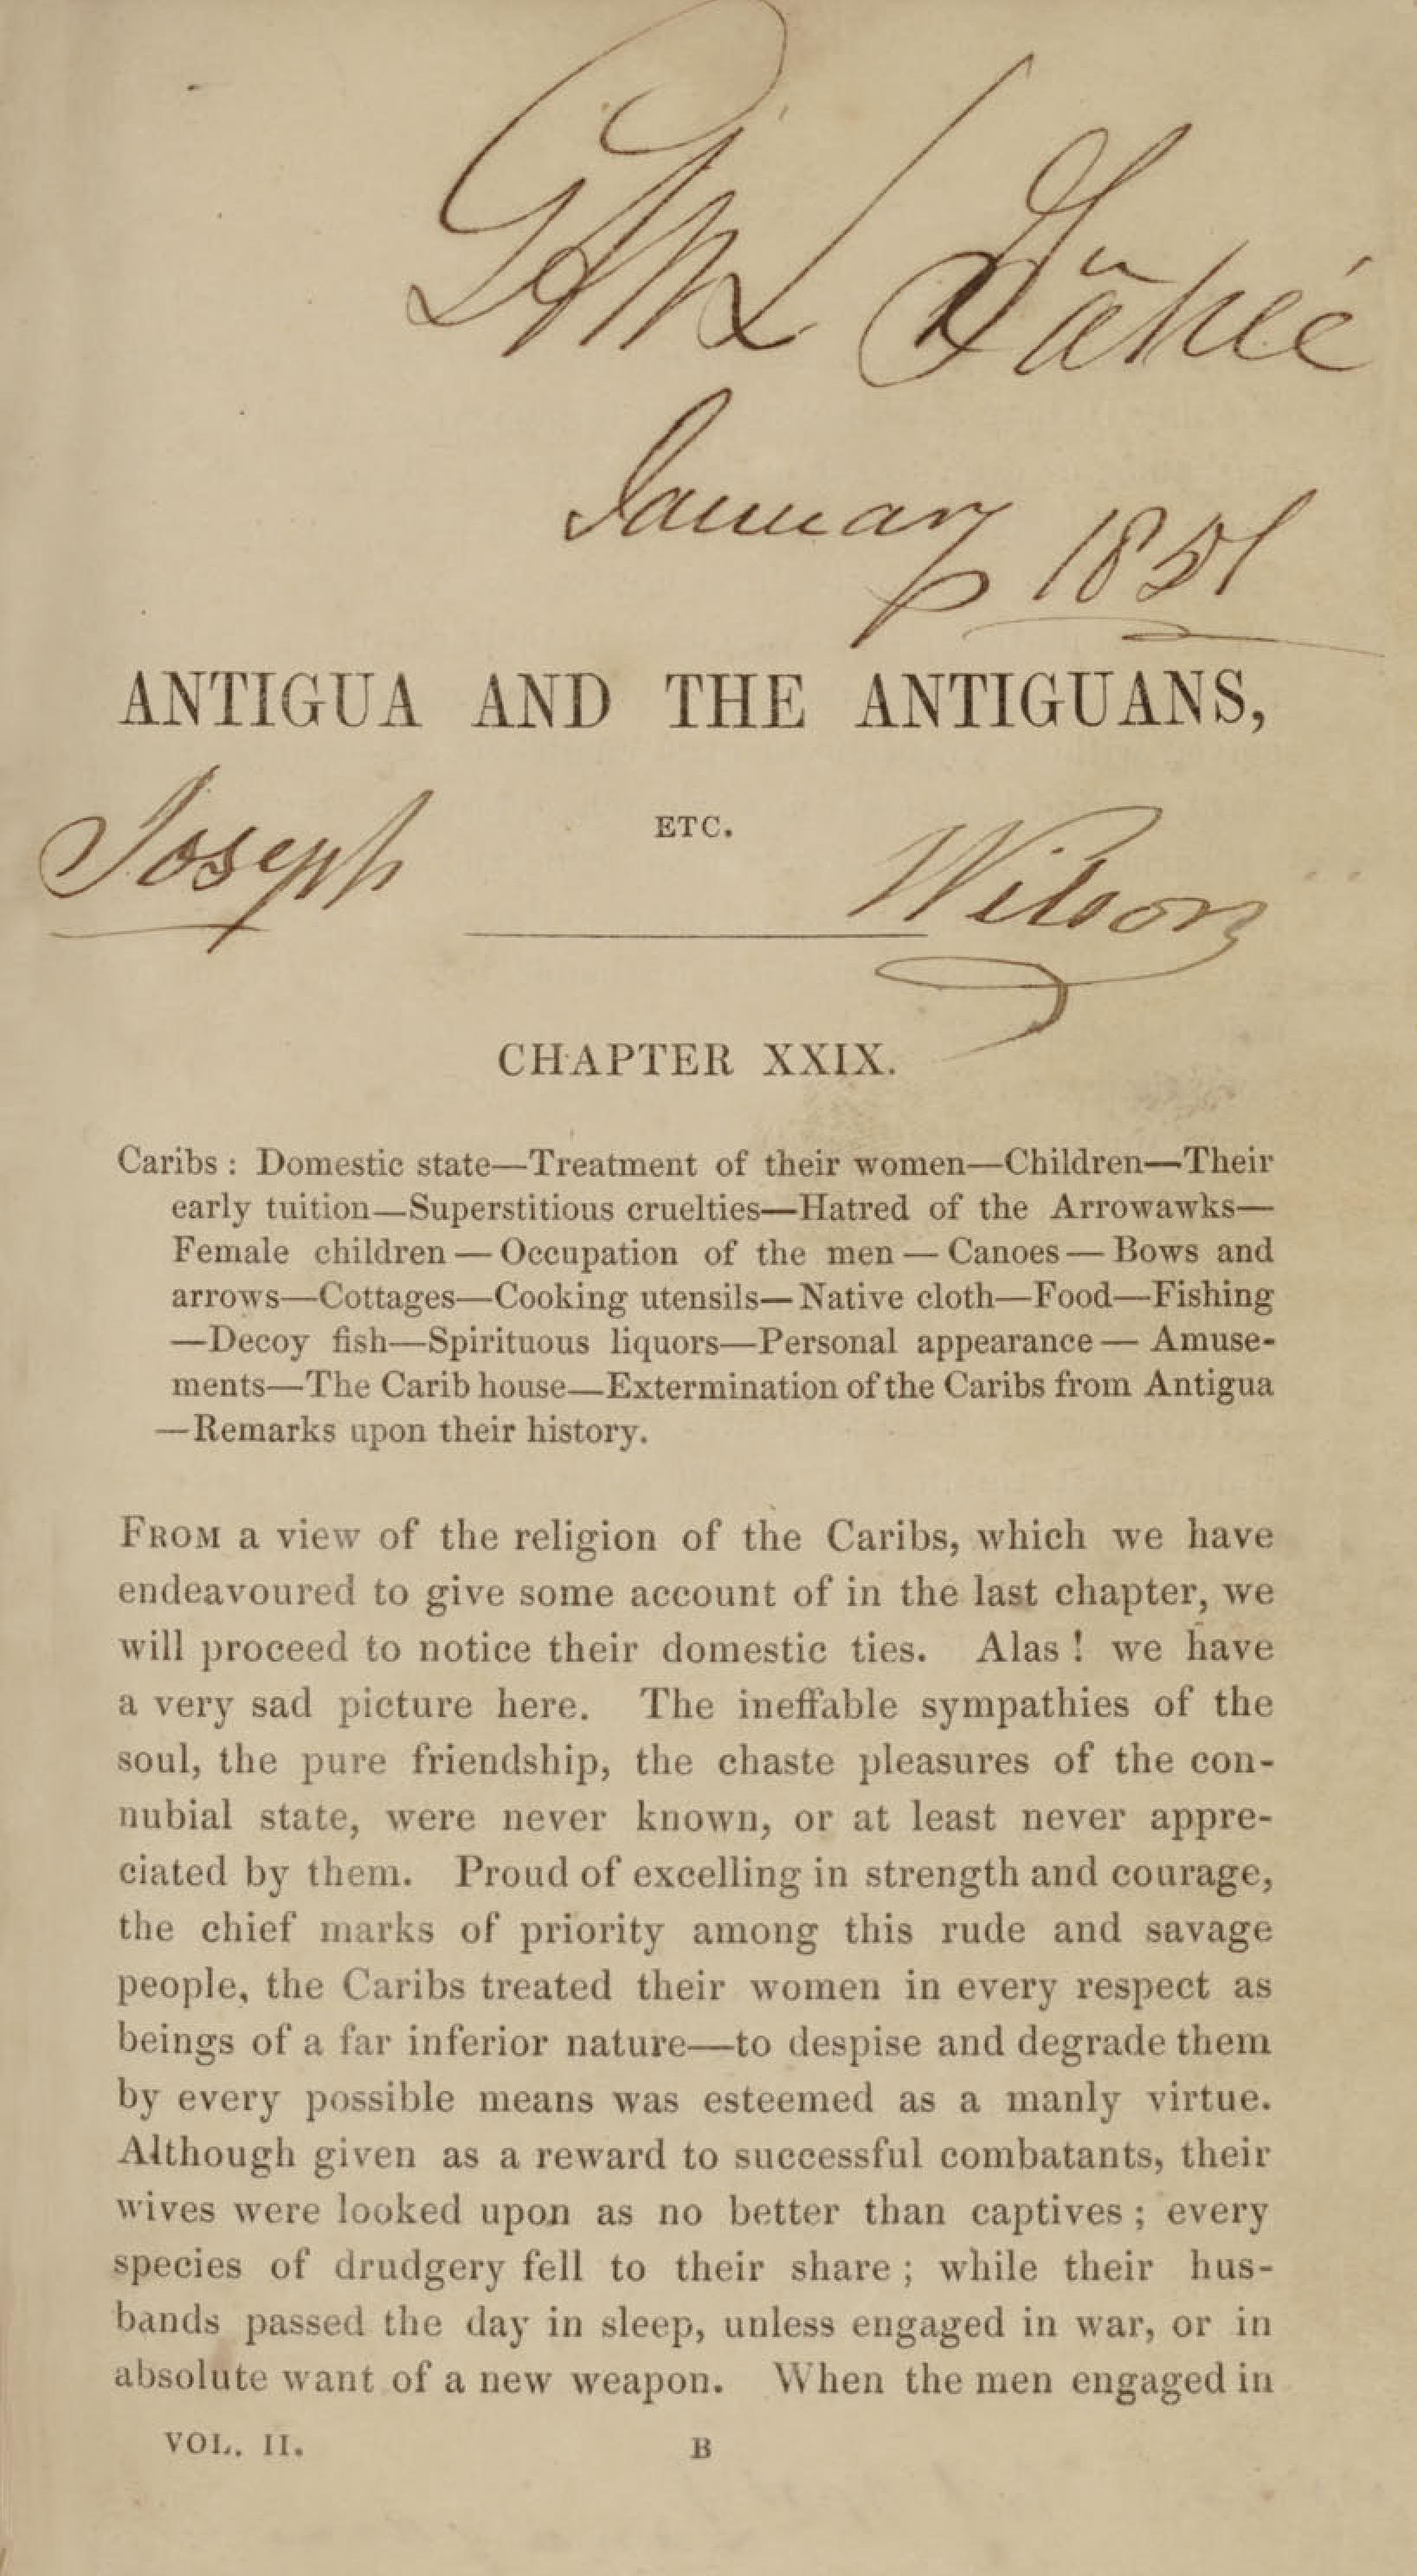 January 1851
ANTIGUA AND THE ANTIGUANS,
ETC.
Joseph Wilson
CHAPTER XXIX.
Caribs : Domestic state—Treatment of their women—Children—Their
early tuition—Superstitious cruelties—Hatred of the Arrowawks—
Female children — Occupation of the men — Canoes — Bows and
arrows—Cottages—Cooking utensils—Native cloth—Food—Fishing
—Decoy fish—Spirituous liquors—Personal appearance — Amuse-
ments—The Carib house—Extermination of the Caribs from Antigua
—Remarks upon their history.
FROM a view of the religion of the Caribs, which we have
endeavoured to give some account of in the last chapter, we
will proceed to notice their domestic ties. Alas ! we have
a very sad picture here. The ineffable sympathies of the
soul, the pure friendship, the chaste pleasures of the con-
nubial state, were never known, or at least never appre-
ciated by them. Proud of excelling in strength and courage,
the chief marks of priority among this rude and savage
people, the Caribs treated their women in every respect as
beings of a far inferior nature—to despise and degrade them
by every possible means was esteemed as a manly virtue.
Although given as a reward to successful combatants, their
wives were looked upon as no better than captives ; every
species of drudgery fell to their share ; while their hus-
bands passed the day in sleep, unless engaged in war, or in
absolute want of a new weapon. When the men engaged in
VOL. II. B